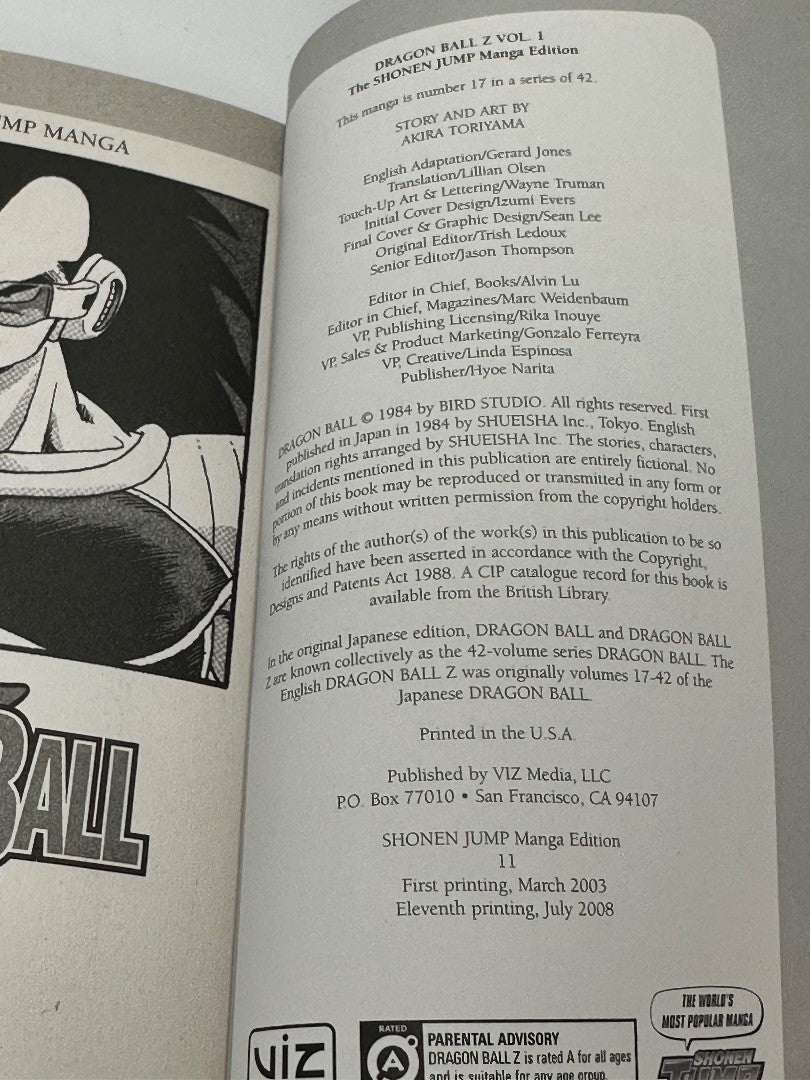 MP MANGA
BALL
DRAGON BALL Z VOL. 1
The SHONEN JUMP Manga Edition
This manga is number 17 in a series of 42.
STORY AND ART BY
AKIRA TORIYAMA
English Adaptation/Gerard Jones
Translation/Lillian Olsen
Touch-Up Art & Lettering/Wayne Truman
Initial Cover Design/Izumi Evers
Final Cover & Graphic Design/Sean Lee
Original Editor/Trish Ledoux
Senior Editor/Jason Thompson
Editor in Chief, Books/Alvin Lu
Editor in Chief, Magazines/Marc Weidenbaum
VP, Publishing Licensing/Rika Inouye
VP, Sales & Product Marketing/Gonzalo Ferreyra
VP, Creative/Linda Espinosa
Publisher/Hyoe Narita
DRAGON BALL © 1984 by BIRD STUDIO. All rights reserved. First
published in Japan in 1984 by SHUEISHA Inc., Tokyo. English
translation rights arranged by SHUEISHA Inc. The stories, characters,
and incidents mentioned in this publication are entirely fictional. No
portion of this book may be reproduced or transmitted in any form or
by any means without written permission from the copyright holders.
The rights of the author(s) of the work(s) in this publication to be so
identified have been asserted in accordance with the Copyright,
Designs and Patents Act 1988. A CIP catalogue record for this book is
available from the British Library.
In the original Japanese edition, DRAGON BALL and DRAGON BALL
Z are known collectively as the 42-volume series DRAGON BALL. The
English DRAGON BALL Z was originally volumes 17-42 of the
Japanese DRAGON BALL.
Printed in the U.S.A.
Published by VIZ Media, LLC
P.O. Box 77010 • San Francisco, CA 94107
SHONEN JUMP Manga Edition
11
First printing, March 2003
Eleventh printing, July 2008
viz
RATED
A
PARENTAL ADVISORY
DRAGON BALL Z is rated A for all ages
and is suitable for any age group.
THE WORLD'S
MOST POPULAR MANGA
SHONEN
JUMP